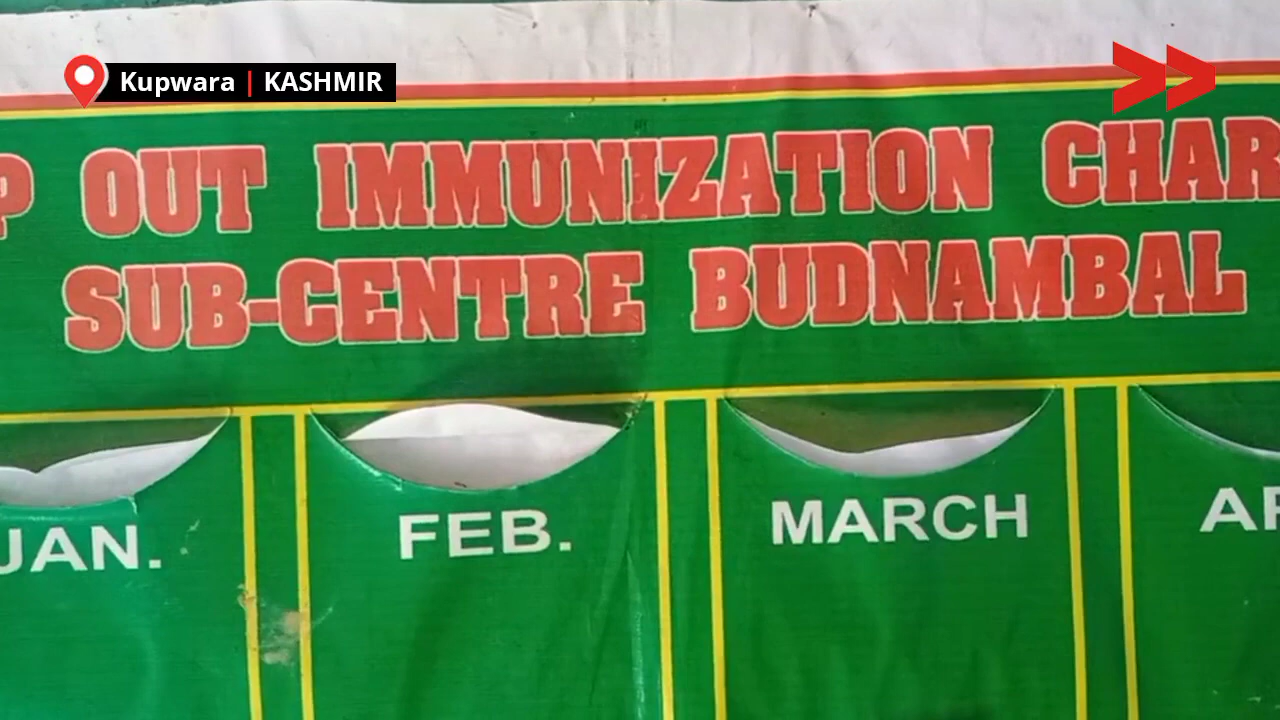 Kupwara | KASHMIR
OUT IMMUNIZATION
SUB-CENTRE BUDNAMBAL
JAN.
FEB.
MARCH